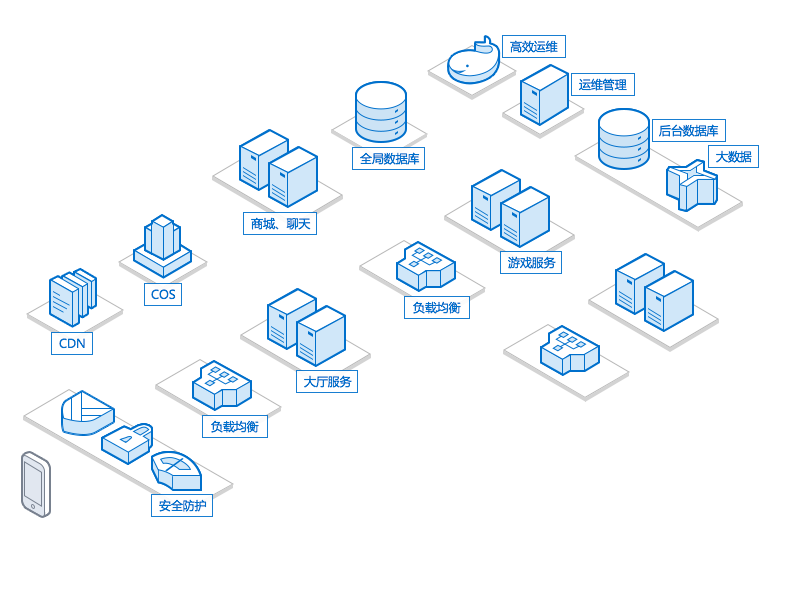 高效运维
运维管理
后台数据库
全局数据库
大数据
商城、聊天
游戏服务
COS
负载均衡
CDN
大厅服务
负载均衡
安全防护